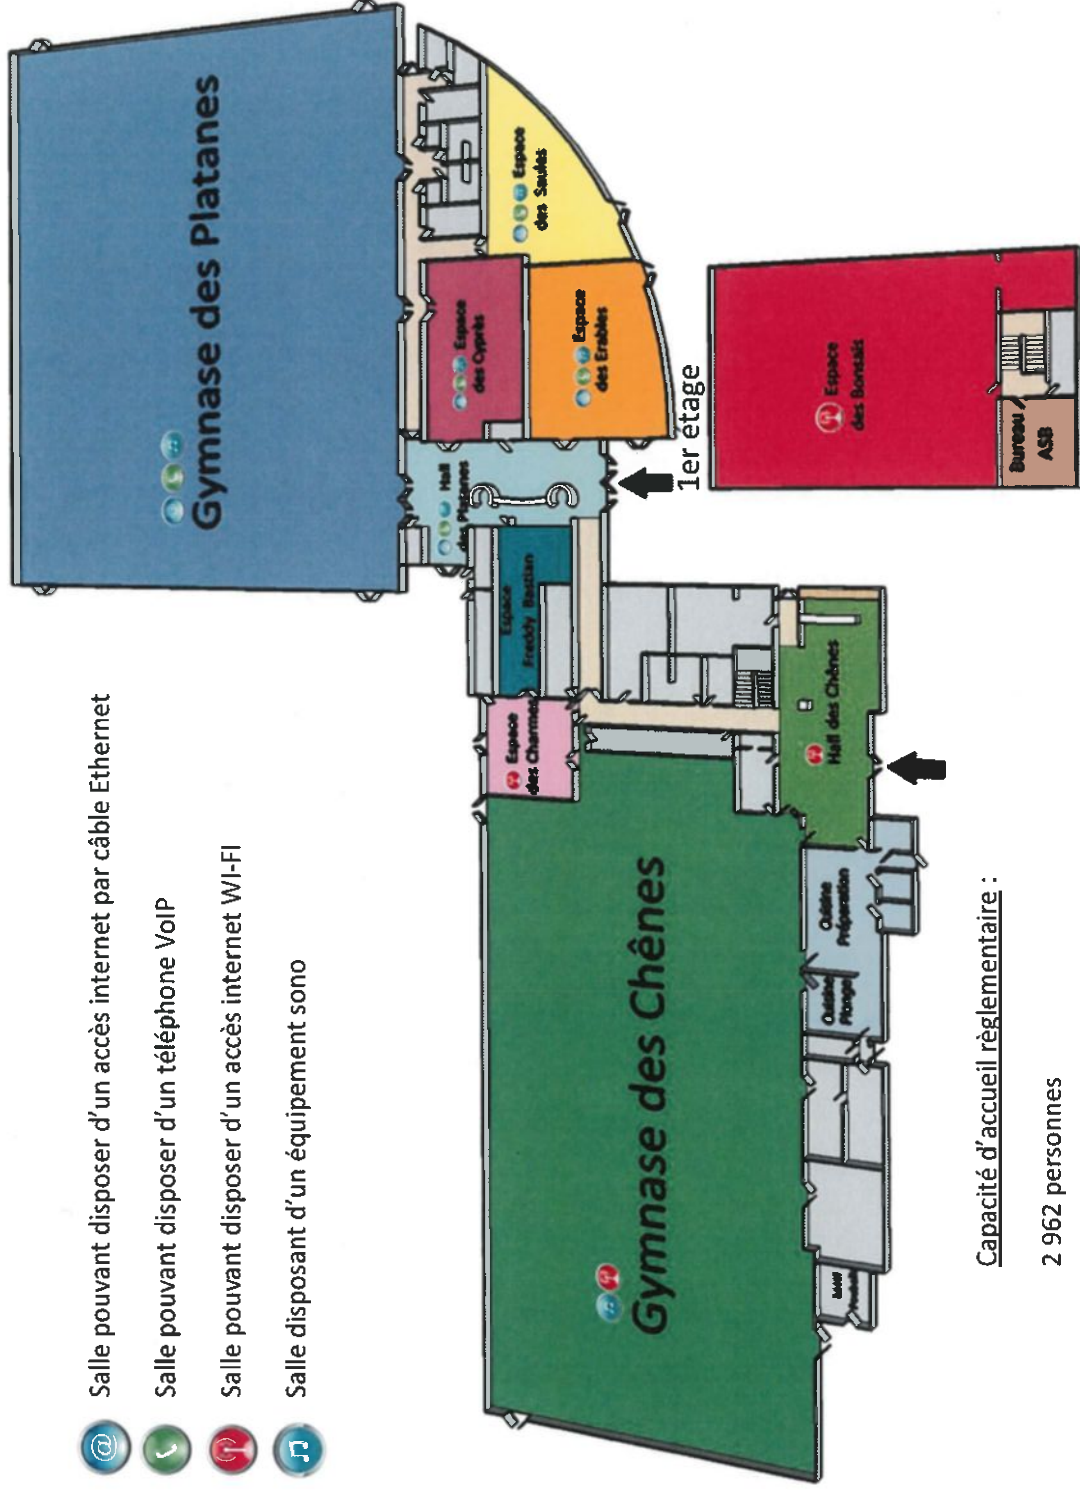 @ Salle pouvant disposer d'un accès internet par câble Ethernet
Salle pouvant disposer d'un téléphone VoIP
Salle pouvant disposer d'un accès internet WI-FI
Salle disposant d'un équipement sono
Gymnase des Platanes
Espace
des Saules
Espace
des Cyprès
Espace
des Erables
Hall
des Platanes
Espace
Freddy Bastian
Espace
des Charmes
1er étage
Espace
des Bonsaïs
Bureau
ASB
Hall des Chênes
Gymnase des Chênes
Cuisine
Préparation
Cuisine
Plonge
Capacité d'accueil règlementaire :
2 962 personnes